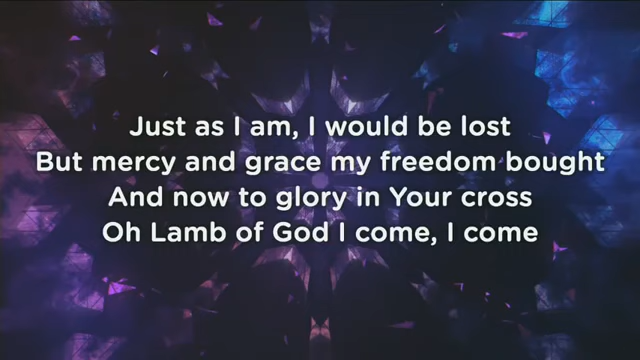 Just as I am, I would be lost
But mercy and grace my freedom bought
And now to glory in Your cross
Oh Lamb of God I come, I come